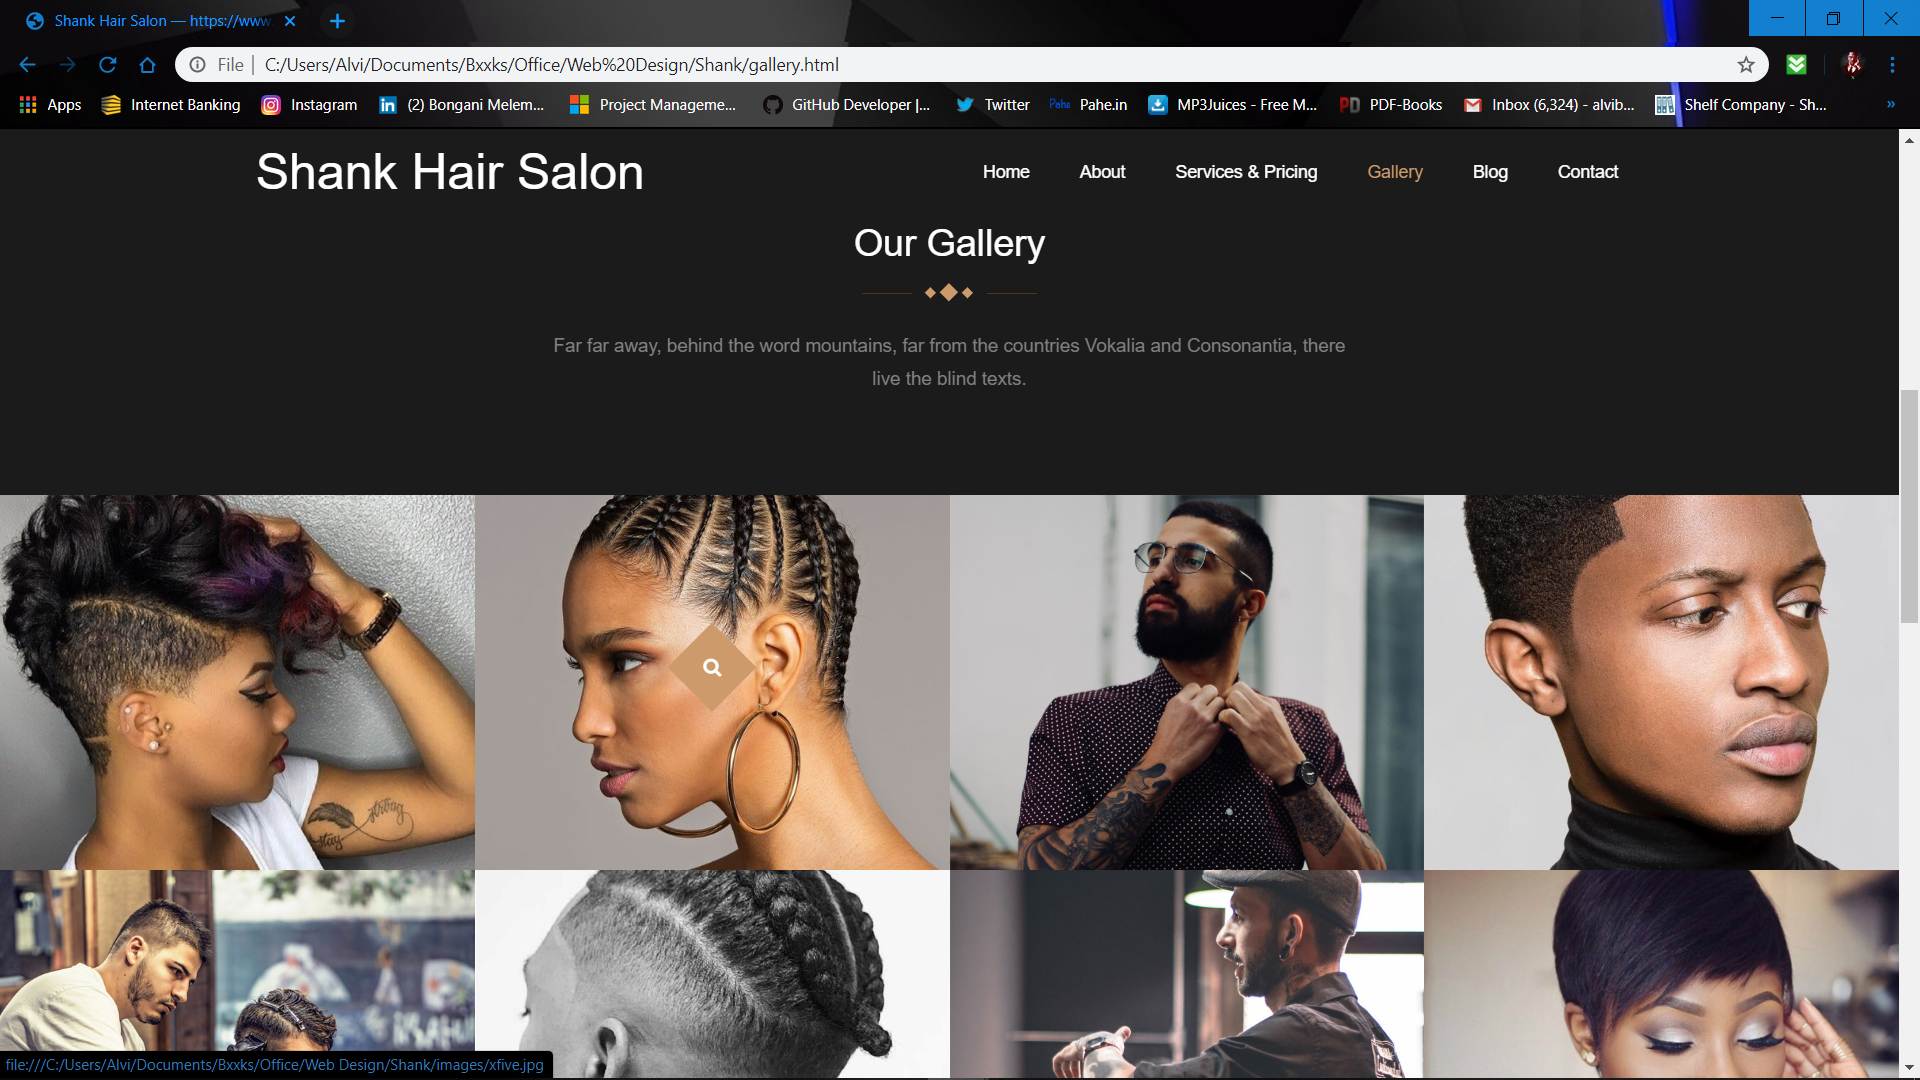 Shank Hair Salon — https://www
File | C:/Users/Alvi/Documents/Bxxks/Office/Web%20Design/Shank/gallery.html
Apps Internet Banking Instagram (2) Bongani Melem... Project Manageme... GitHub Developer |... Twitter Pahe Pahe.in MP3Juices - Free M... PD PDF-Books Inbox (6,324) - alvib... Shelf Company - Sh... »
Shank Hair Salon Home About Services & Pricing Gallery Blog Contact
Our Gallery
Far far away, behind the word mountains, far from the countries Vokalia and Consonantia, there
live the blind texts.
strong
stay
file:///C:/Users/Alvi/Documents/Bxxks/Office/Web Design/Shank/images/xfive.jpg